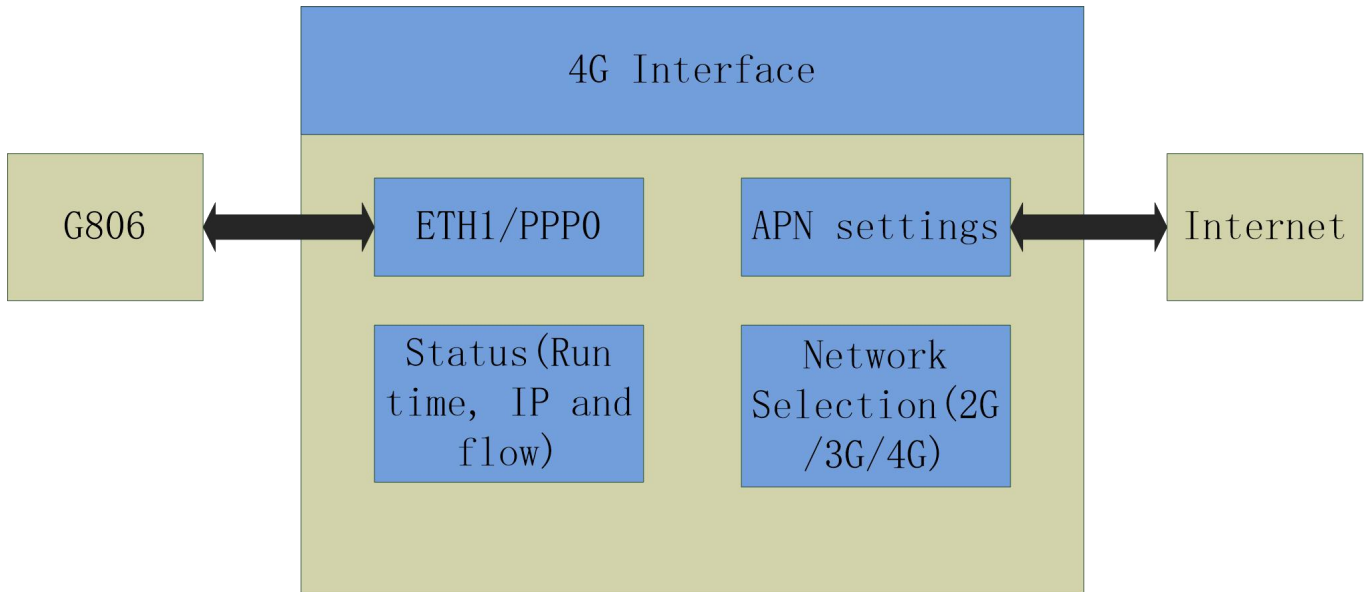 4G Interface
G806
ETH1/PPP0
APN settings
Internet
Status(Run
time, IP and
flow)
Network
Selection(2G
/3G/4G)